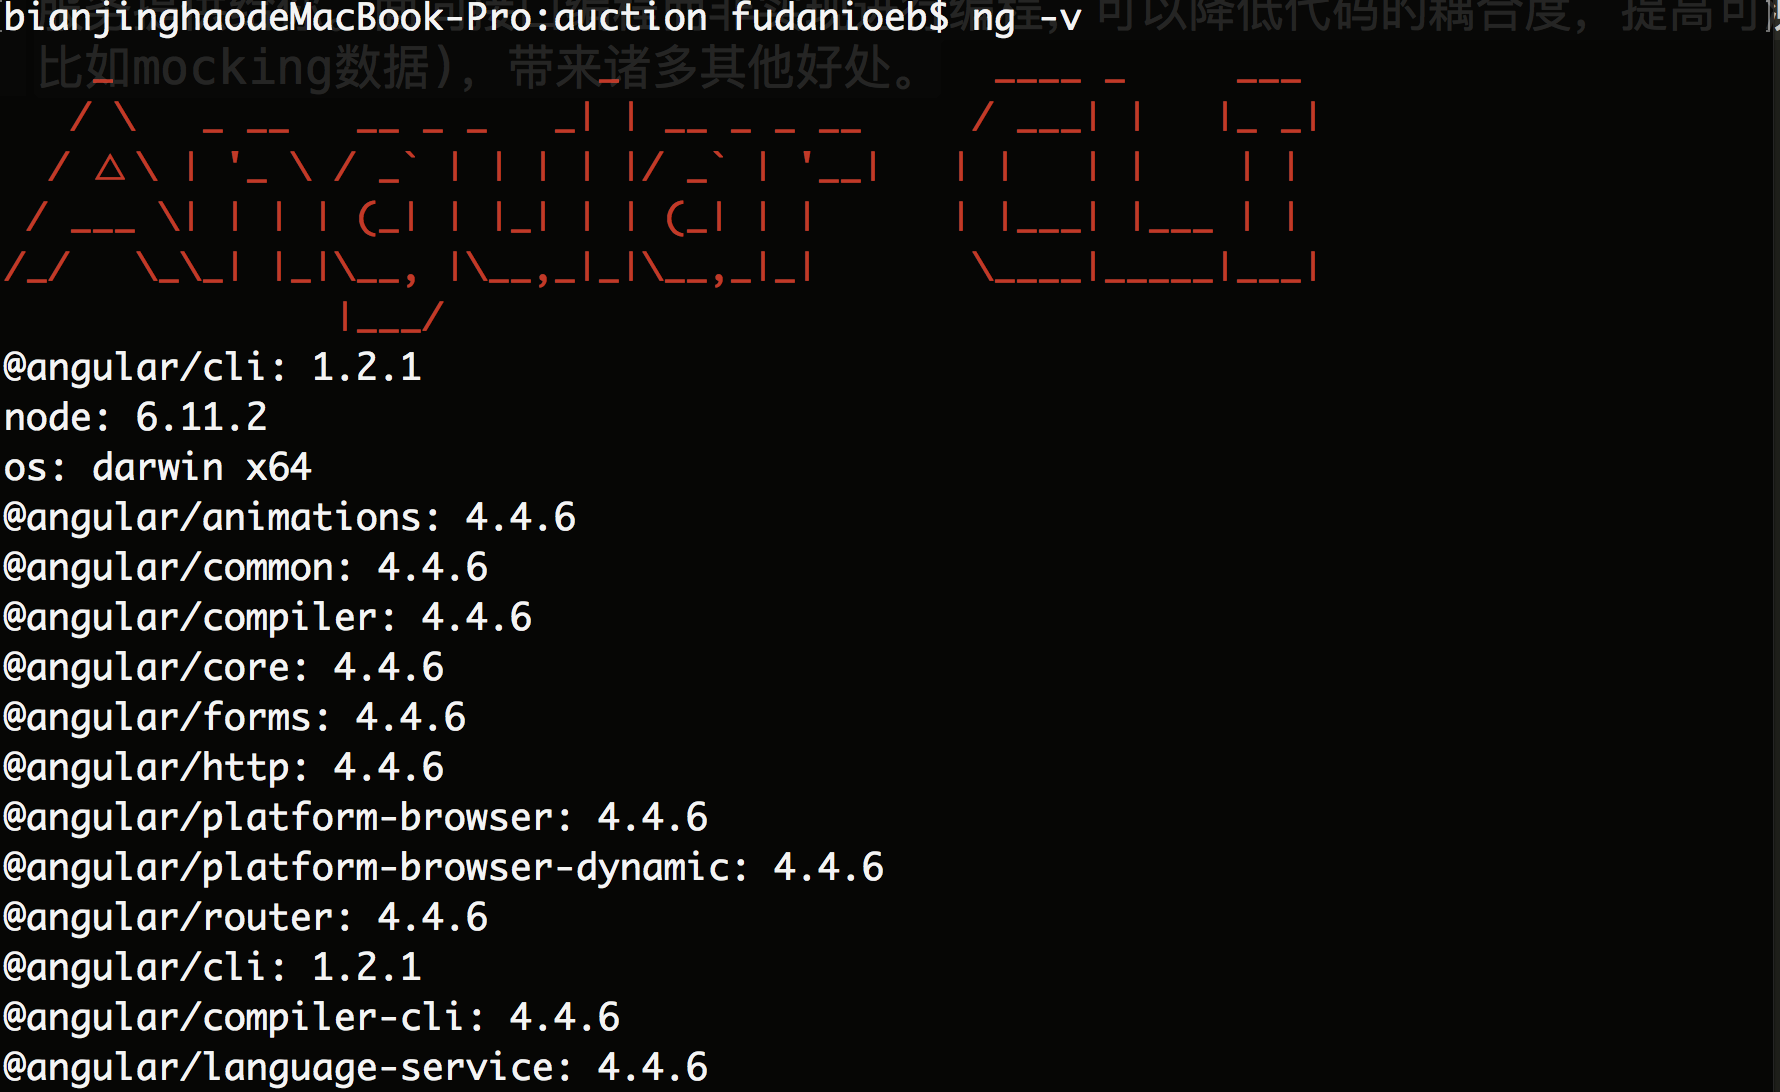 bianjinghaodeMacBook-Pro:auction fudanioeb$ ng -v
可以降低代码的耦合度，提高可
比如mocking数据)，带来诸多其他好处。
Angular CLI
@angular/cli: 1.2.1
node: 6.11.2
os: darwin x64
@angular/animations: 4.4.6
@angular/common: 4.4.6
@angular/compiler: 4.4.6
@angular/core: 4.4.6
@angular/forms: 4.4.6
@angular/http: 4.4.6
@angular/platform-browser: 4.4.6
@angular/platform-browser-dynamic: 4.4.6
@angular/router: 4.4.6
@angular/cli: 1.2.1
@angular/compiler-cli: 4.4.6
@angular/language-service: 4.4.6